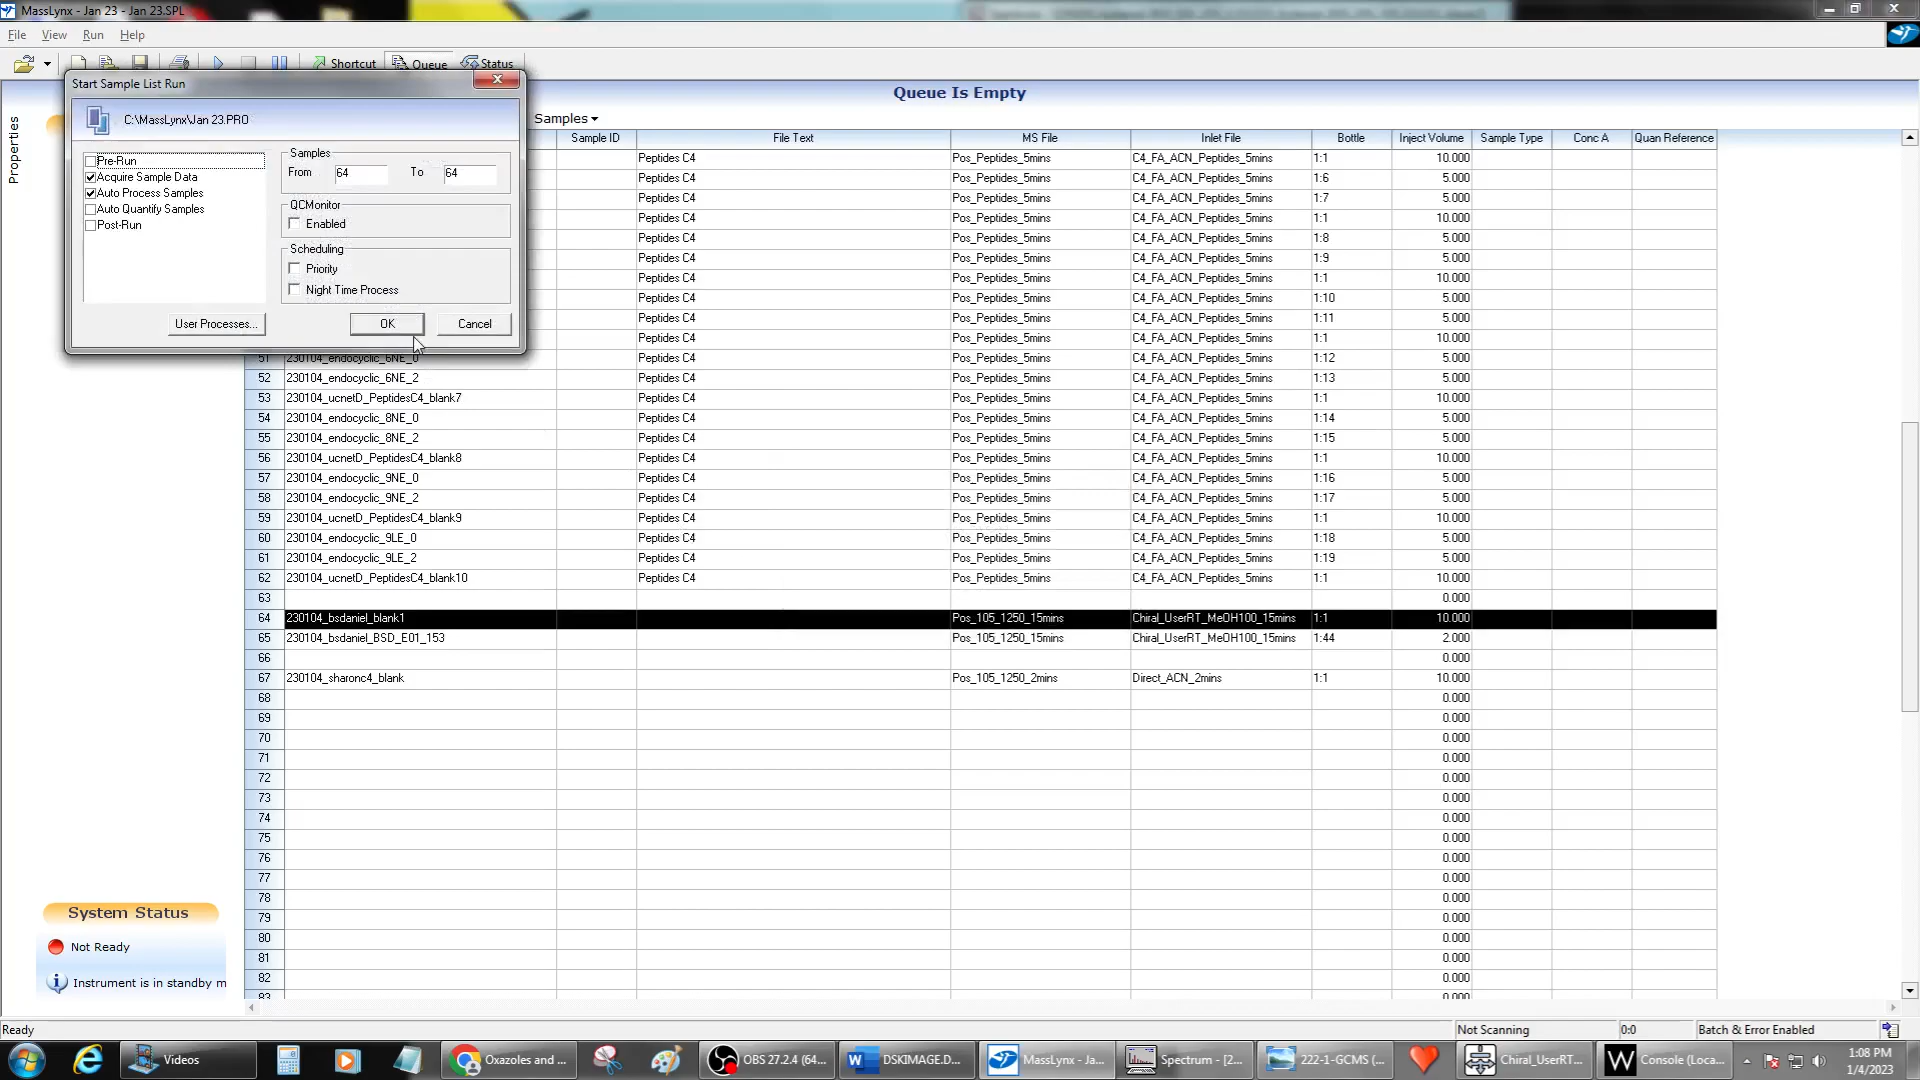 MassLynx - Jan 23 - Jan 23.SPL
File View Run Help
Shortcut Queue Status
Start Sample List Run
C:\MassLynx\Jan 23.PRO
Pre-Run
Acquire Sample Data
Auto Process Samples
Auto Quantify Samples
Post-Run
Samples
From 64 To 64
QCMonitor
Enabled
Scheduling
Priority
Night Time Process
User Processes... OK Cancel
Properties
Queue Is Empty
Samples
Sample ID File Text MS File Inlet File Bottle Inject Volume Sample Type Conc A Quan Reference
Peptides C4 Pos_Peptides_5mins C4_FA_ACN_Peptides_5mins 1:1 10.000
Peptides C4 Pos_Peptides_5mins C4_FA_ACN_Peptides_5mins 1:6 5.000
Peptides C4 Pos_Peptides_5mins C4_FA_ACN_Peptides_5mins 1:7 5.000
Peptides C4 Pos_Peptides_5mins C4_FA_ACN_Peptides_5mins 1:1 10.000
Peptides C4 Pos_Peptides_5mins C4_FA_ACN_Peptides_5mins 1:8 5.000
Peptides C4 Pos_Peptides_5mins C4_FA_ACN_Peptides_5mins 1:9 5.000
Peptides C4 Pos_Peptides_5mins C4_FA_ACN_Peptides_5mins 1:1 10.000
Peptides C4 Pos_Peptides_5mins C4_FA_ACN_Peptides_5mins 1:10 5.000
Peptides C4 Pos_Peptides_5mins C4_FA_ACN_Peptides_5mins 1:11 5.000
Peptides C4 Pos_Peptides_5mins C4_FA_ACN_Peptides_5mins 1:1 10.000
51 230104_endocyclic_6NE_0 Peptides C4 Pos_Peptides_5mins C4_FA_ACN_Peptides_5mins 1:12 5.000
52 230104_endocyclic_6NE_2 Peptides C4 Pos_Peptides_5mins C4_FA_ACN_Peptides_5mins 1:13 5.000
53 230104_ucnetD_PeptidesC4_blank7 Peptides C4 Pos_Peptides_5mins C4_FA_ACN_Peptides_5mins 1:1 10.000
54 230104_endocyclic_8NE_0 Peptides C4 Pos_Peptides_5mins C4_FA_ACN_Peptides_5mins 1:14 5.000
55 230104_endocyclic_8NE_2 Peptides C4 Pos_Peptides_5mins C4_FA_ACN_Peptides_5mins 1:15 5.000
56 230104_ucnetD_PeptidesC4_blank8 Peptides C4 Pos_Peptides_5mins C4_FA_ACN_Peptides_5mins 1:1 10.000
57 230104_endocyclic_9NE_0 Peptides C4 Pos_Peptides_5mins C4_FA_ACN_Peptides_5mins 1:16 5.000
58 230104_endocyclic_9NE_2 Peptides C4 Pos_Peptides_5mins C4_FA_ACN_Peptides_5mins 1:17 5.000
59 230104_ucnetD_PeptidesC4_blank9 Peptides C4 Pos_Peptides_5mins C4_FA_ACN_Peptides_5mins 1:1 10.000
60 230104_endocyclic_9LE_0 Peptides C4 Pos_Peptides_5mins C4_FA_ACN_Peptides_5mins 1:18 5.000
61 230104_endocyclic_9LE_2 Peptides C4 Pos_Peptides_5mins C4_FA_ACN_Peptides_5mins 1:19 5.000
62 230104_ucnetD_PeptidesC4_blank10 Peptides C4 Pos_Peptides_5mins C4_FA_ACN_Peptides_5mins 1:1 10.000
63 0.000
64 230104_bsdaniel_blank1 Pos_105_1250_15mins Chiral_UserRT_MeOH100_15mins 1:1 10.000
65 230104_bsdaniel_BSD_E01_153 Pos_105_1250_15mins Chiral_UserRT_MeOH100_15mins 1:44 2.000
66 0.000
67 230104_sharonc4_blank Pos_105_1250_2mins Direct_ACN_2mins 1:1 10.000
68 0.000
69 0.000
70 0.000
71 0.000
72 0.000
73 0.000
74 0.000
75 0.000
76 0.000
77 0.000
78 0.000
79 0.000
80 0.000
81 0.000
82 0.000
83 0.000
System Status
Not Ready
Instrument is in standby m
Ready Not Scanning 0:0 Batch & Error Enabled
Videos Oxazoles and ... OBS 27.2.4 (64... DSKIMAGE.D... MassLynx - Ja... Spectrum - [2... 222-1-GCMS (... Chiral_UserRT... Console (Loca...
1:08 PM
1/4/2023